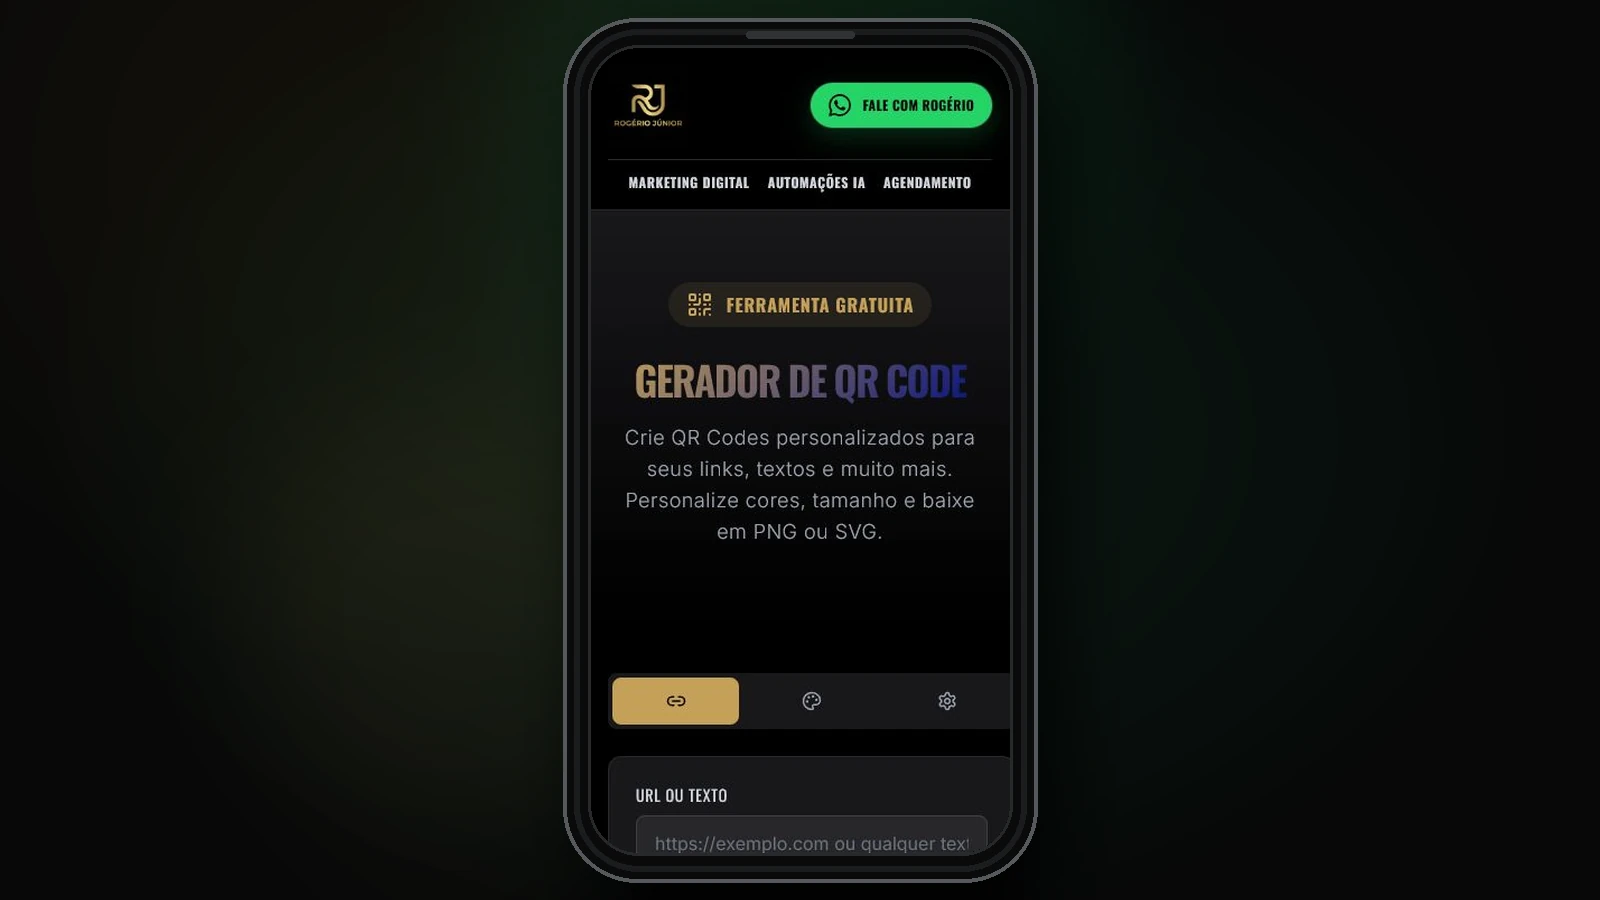 RJ
ROGÉRIO JÚNIOR
FALE COM ROGÉRIO
MARKETING DIGITAL AUTOMAÇÕES IA AGENDAMENTO
FERRAMENTA GRATUITA
GERADOR DE QR CODE
Crie QR Codes personalizados para
seus links, textos e muito mais.
Personalize cores, tamanho e baixe
em PNG ou SVG.
URL OU TEXTO
https://exemplo.com ou qualquer text